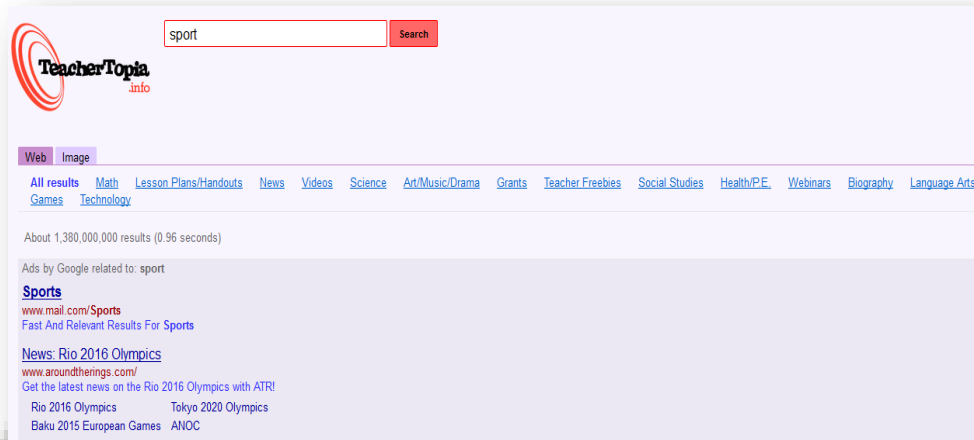 sport
Search
TeacherTopia
.info
Web Image
All results Math Lesson Plans/Handouts News Videos Science Art/Music/Drama Grants Teacher Freebies Social Studies Health/P.E. Webinars Biography Language Arts
Games Technology
About 1,380,000,000 results (0.96 seconds)
Ads by Google related to: sport
Sports
www.mail.com/Sports
Fast And Relevant Results For Sports
News: Rio 2016 Olympics
www.aroundtherings.com/
Get the latest news on the Rio 2016 Olympics with ATR!
Rio 2016 Olympics Tokyo 2020 Olympics
Baku 2015 European Games ANOC